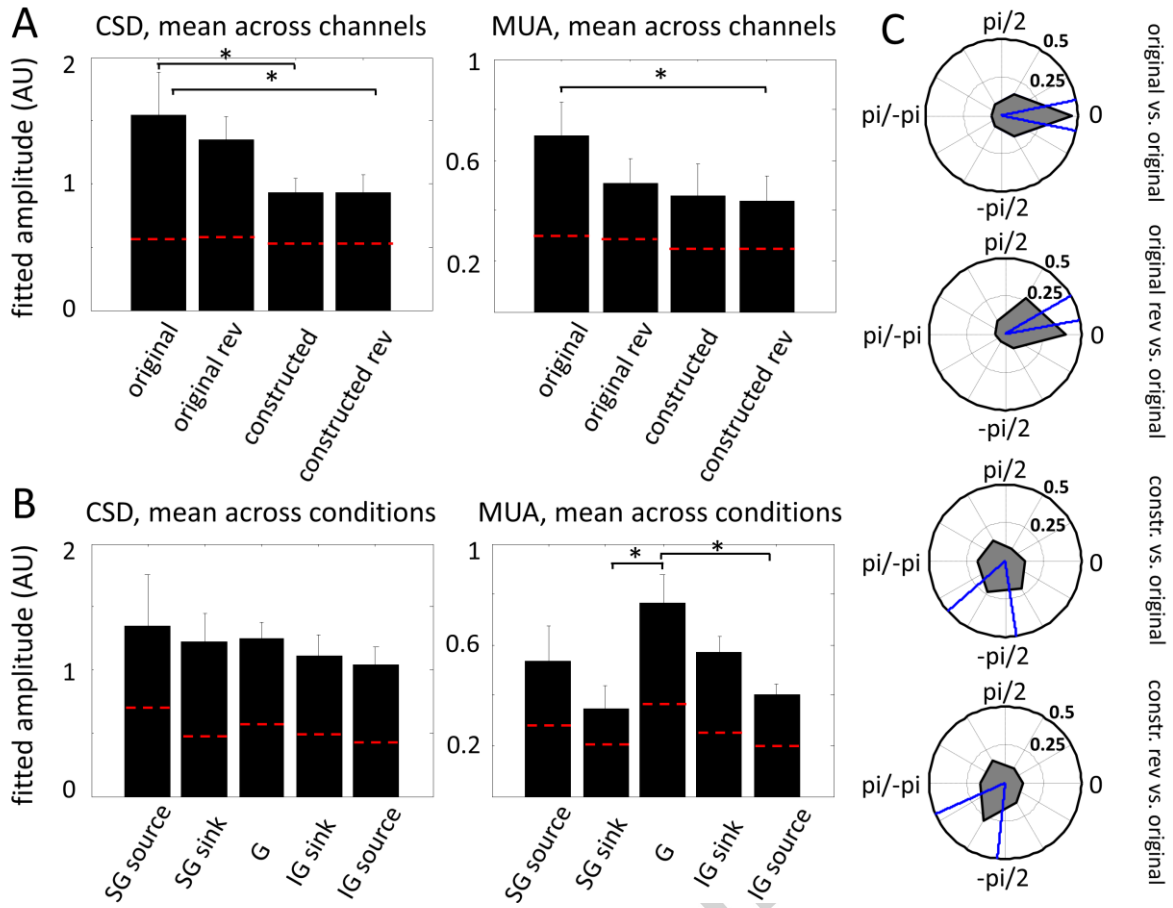 A
CSD, mean across channels
fitted amplitude (AU)
2
1
0
*
*
original
original rev
constructed
constructed rev
MUA, mean across channels
1
0.6
0.2
*
original
original rev
constructed
constructed rev
B
CSD, mean across conditions
fitted amplitude (AU)
2
1
0
SG source
SG sink
G
IG sink
IG source
MUA, mean across conditions
1
0.6
0.2
*
*
SG source
SG sink
G
IG sink
IG source
C
pi/2
0.5
0.25
pi/-pi
0
-pi/2
original vs. original
pi/2
0.5
0.25
pi/-pi
0
-pi/2
original rev vs. original
0.5
0.25
pi/-pi
0
-pi/2
constr. vs. original
pi/2
0.5
0.25
pi/-pi
0
-pi/2
constr. rev vs. original